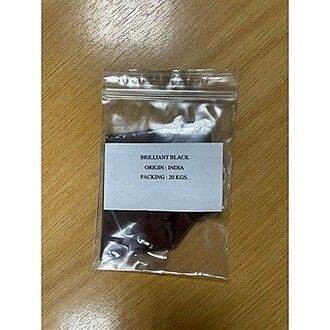 BRILLIANT BLACK
ORIGIN : INDIA
PACKING : 20 KGS.